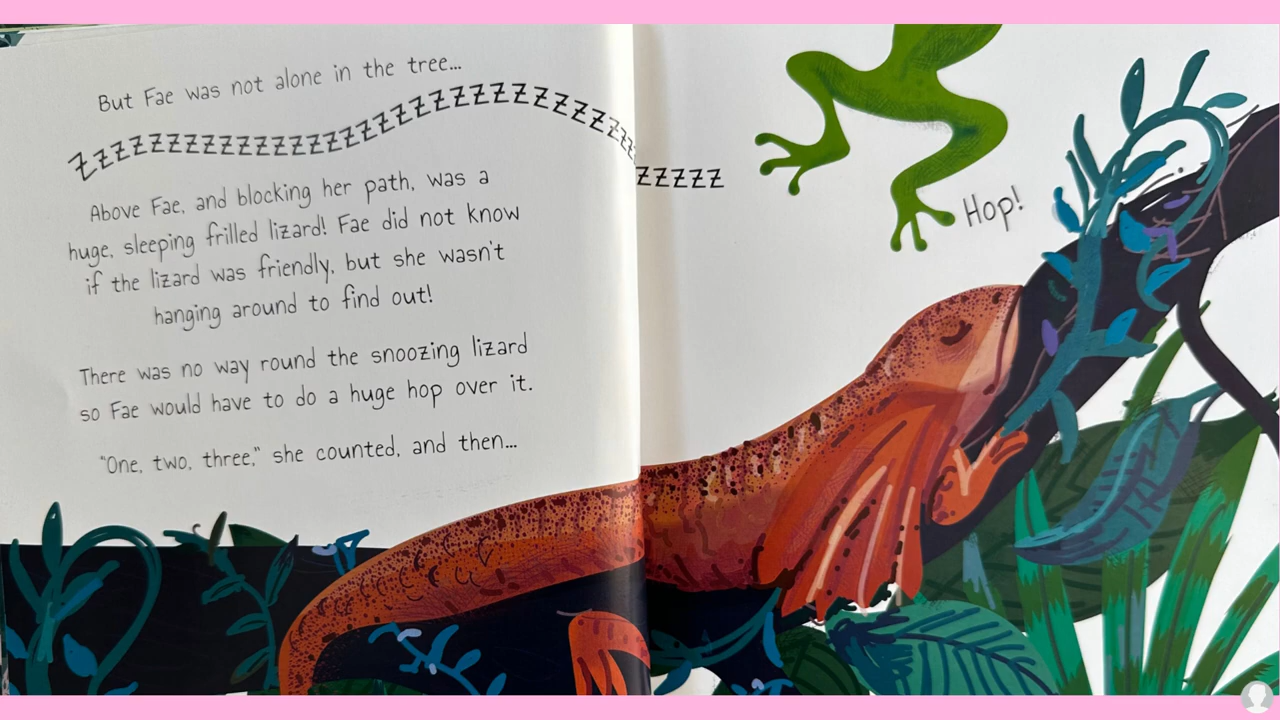 But Fae was not alone in the tree...
ZZZZZZZZZZZZZZZZZZZZZZZZZZZZZZZZZZZZZZ
Above Fae, and blocking her path, was a
huge, sleeping frilled lizard! Fae did not know
if the lizard was friendly, but she wasn't
hanging around to find out!
There was no way round the snoozing lizard
so Fae would have to do a huge hop over it.
"One, two, three," she counted, and then...
Hop!